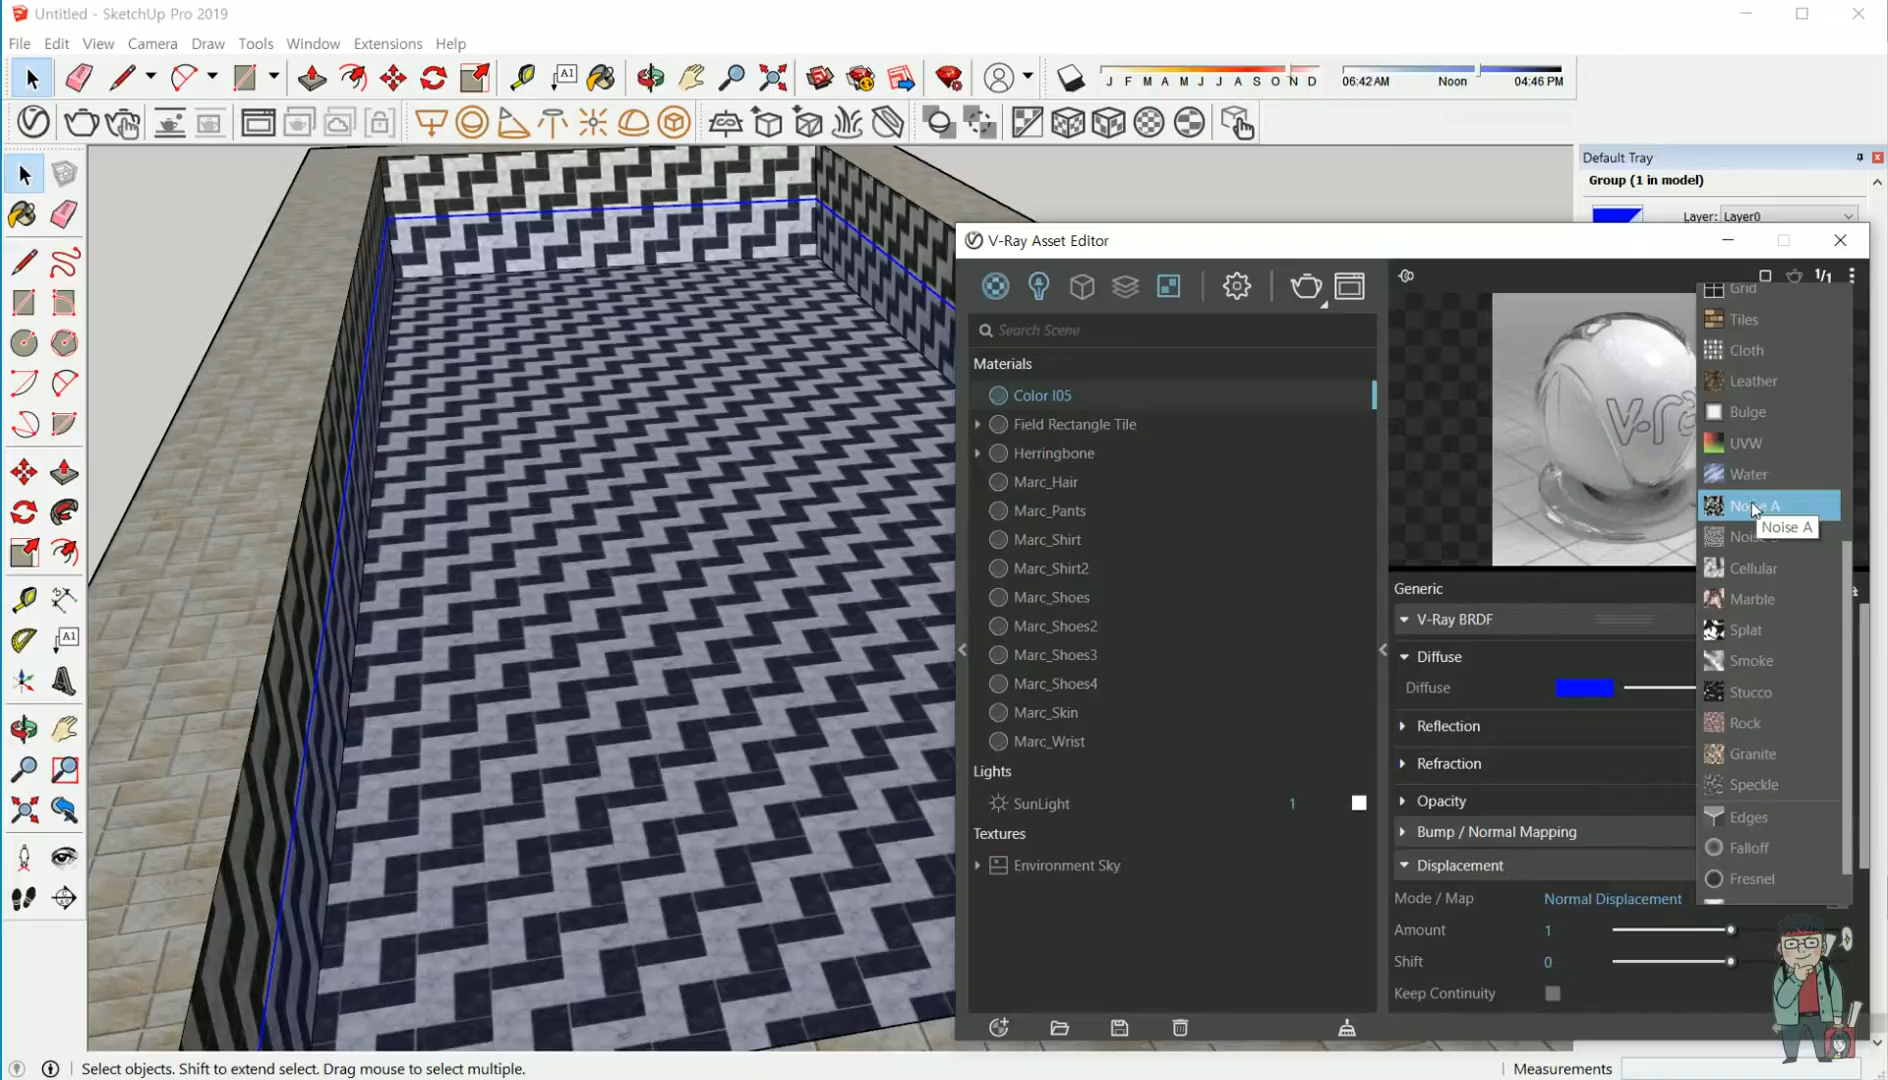 Untitled - SketchUp Pro 2019
File Edit View Camera Draw Tools Window Extensions Help
A1
J F M A M J J A S O N D
06:42 AM Noon 04:46 PM
Default Tray
Group (1 in model)
Layer: Layer0
V-Ray Asset Editor
1/1
Search Scene
Materials
Color I05
Field Rectangle Tile
Herringbone
Marc_Hair
Marc_Pants
Marc_Shirt
Marc_Shirt2
Marc_Shoes
Marc_Shoes2
Marc_Shoes3
Marc_Shoes4
Marc_Skin
Marc_Wrist
Lights
SunLight 1
Textures
Environment Sky
Generic
V-Ray BRDF
Diffuse
Diffuse
Reflection
Refraction
Opacity
Bump / Normal Mapping
Displacement
Mode / Map Normal Displacement
Amount 1
Shift 0
Keep Continuity
Grid
Tiles
Cloth
Leather
Bulge
UVW
Water
Noise A
Cellular
Marble
Splat
Smoke
Stucco
Rock
Granite
Speckle
Edges
Falloff
Fresnel
A1
Select objects. Shift to extend select. Drag mouse to select multiple.
Measurements